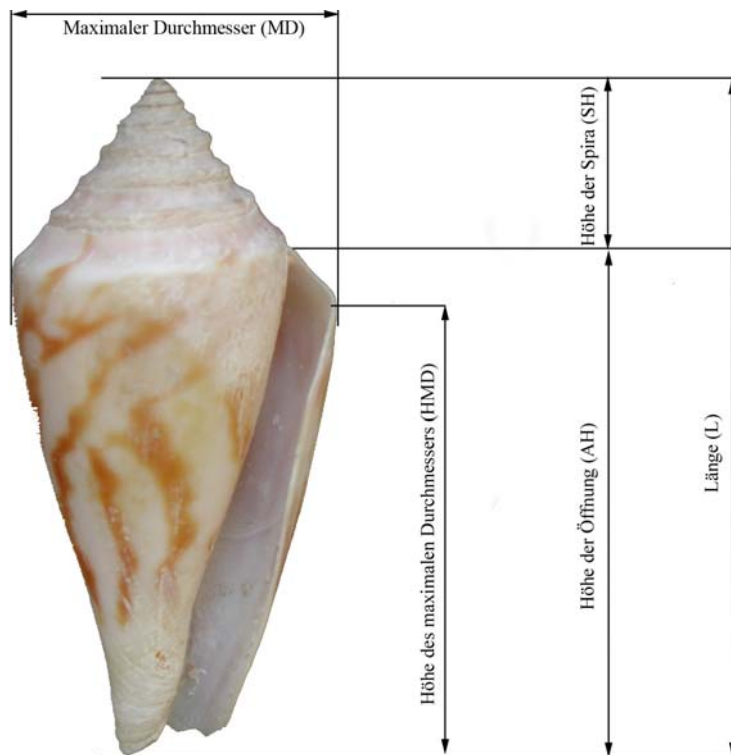 Maximaler Durchmesser (MD)
Höhe der Spira (SH)
Höhe des maximalen Durchmessers (HMD)
Höhe der Öffnung (AH)
Länge (L)